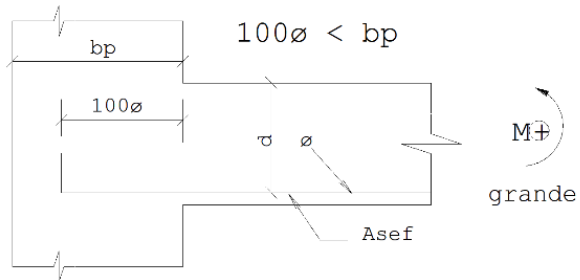 100ø < bp
bp
100ø
d
ø
M+
grande
Asef